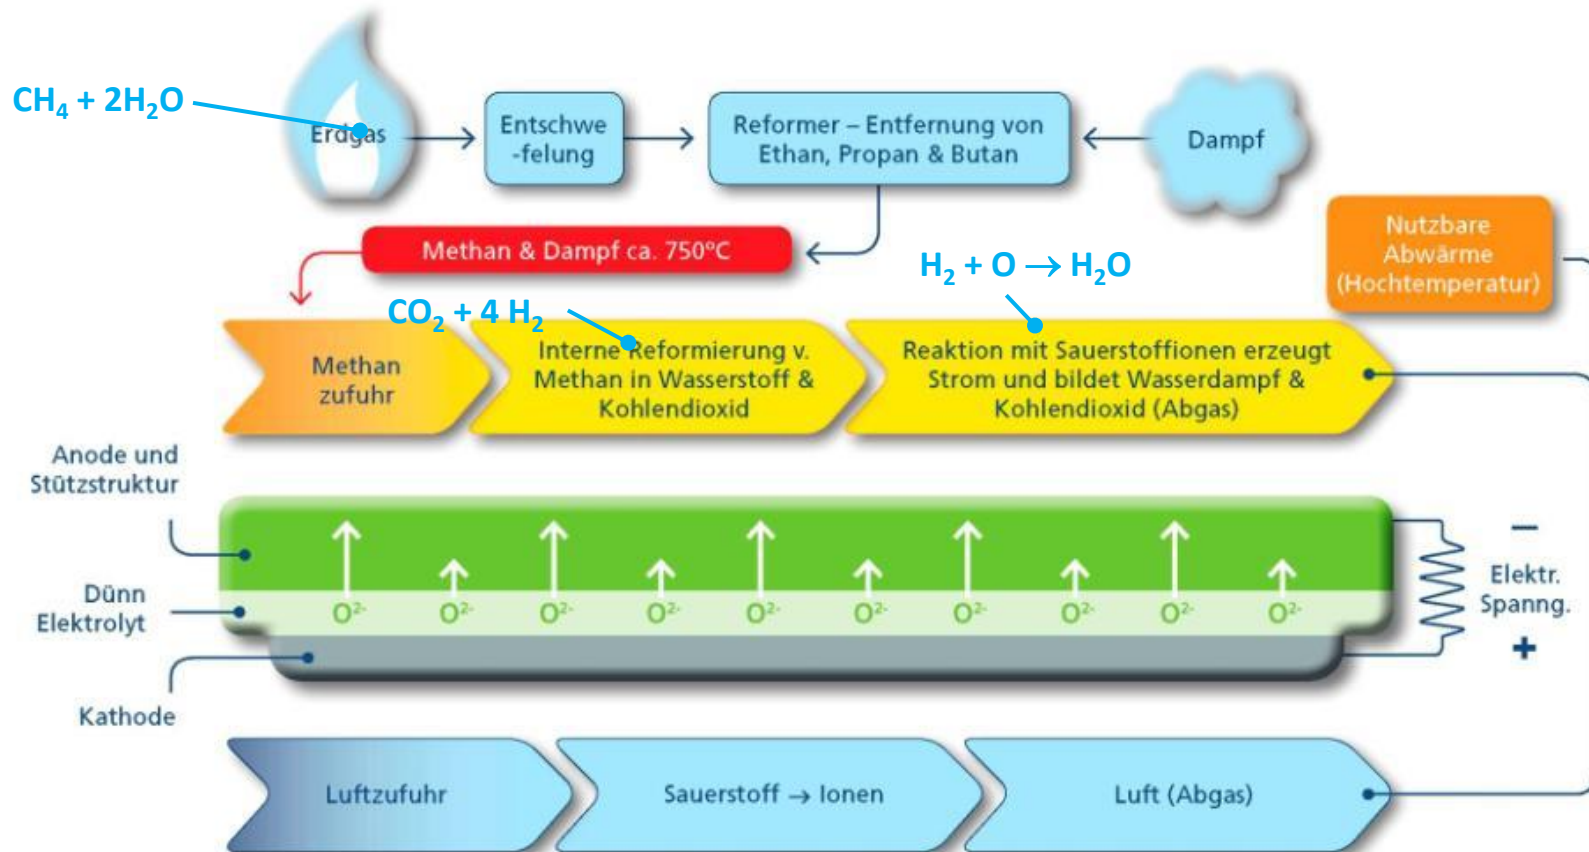 CH₄ + 2H₂O
Erdgas
Entschwe
-felung
Reformer – Entfernung von
Ethan, Propan & Butan
Dampf
Methan & Dampf ca. 750°C
Nutzbare
Abwärme
(Hochtemperatur)
CO₂ + 4 H₂
H₂ + O → H₂O
Methan
zufuhr
Interne Reformierung v.
Methan in Wasserstoff &
Kohlendioxid
Reaktion mit Sauerstoffionen erzeugt
Strom und bildet Wasserdampf &
Kohlendioxid (Abgas)
Anode und
Stützstruktur
Dünn
Elektrolyt
O²⁻ O²⁻ O²⁻ O²⁻ O²⁻ O²⁻ O²⁻ O²⁻ O²⁻ O²⁻
Kathode
–
Elektr.
Spanng.
+
Luftzufuhr
Sauerstoff → Ionen
Luft (Abgas)